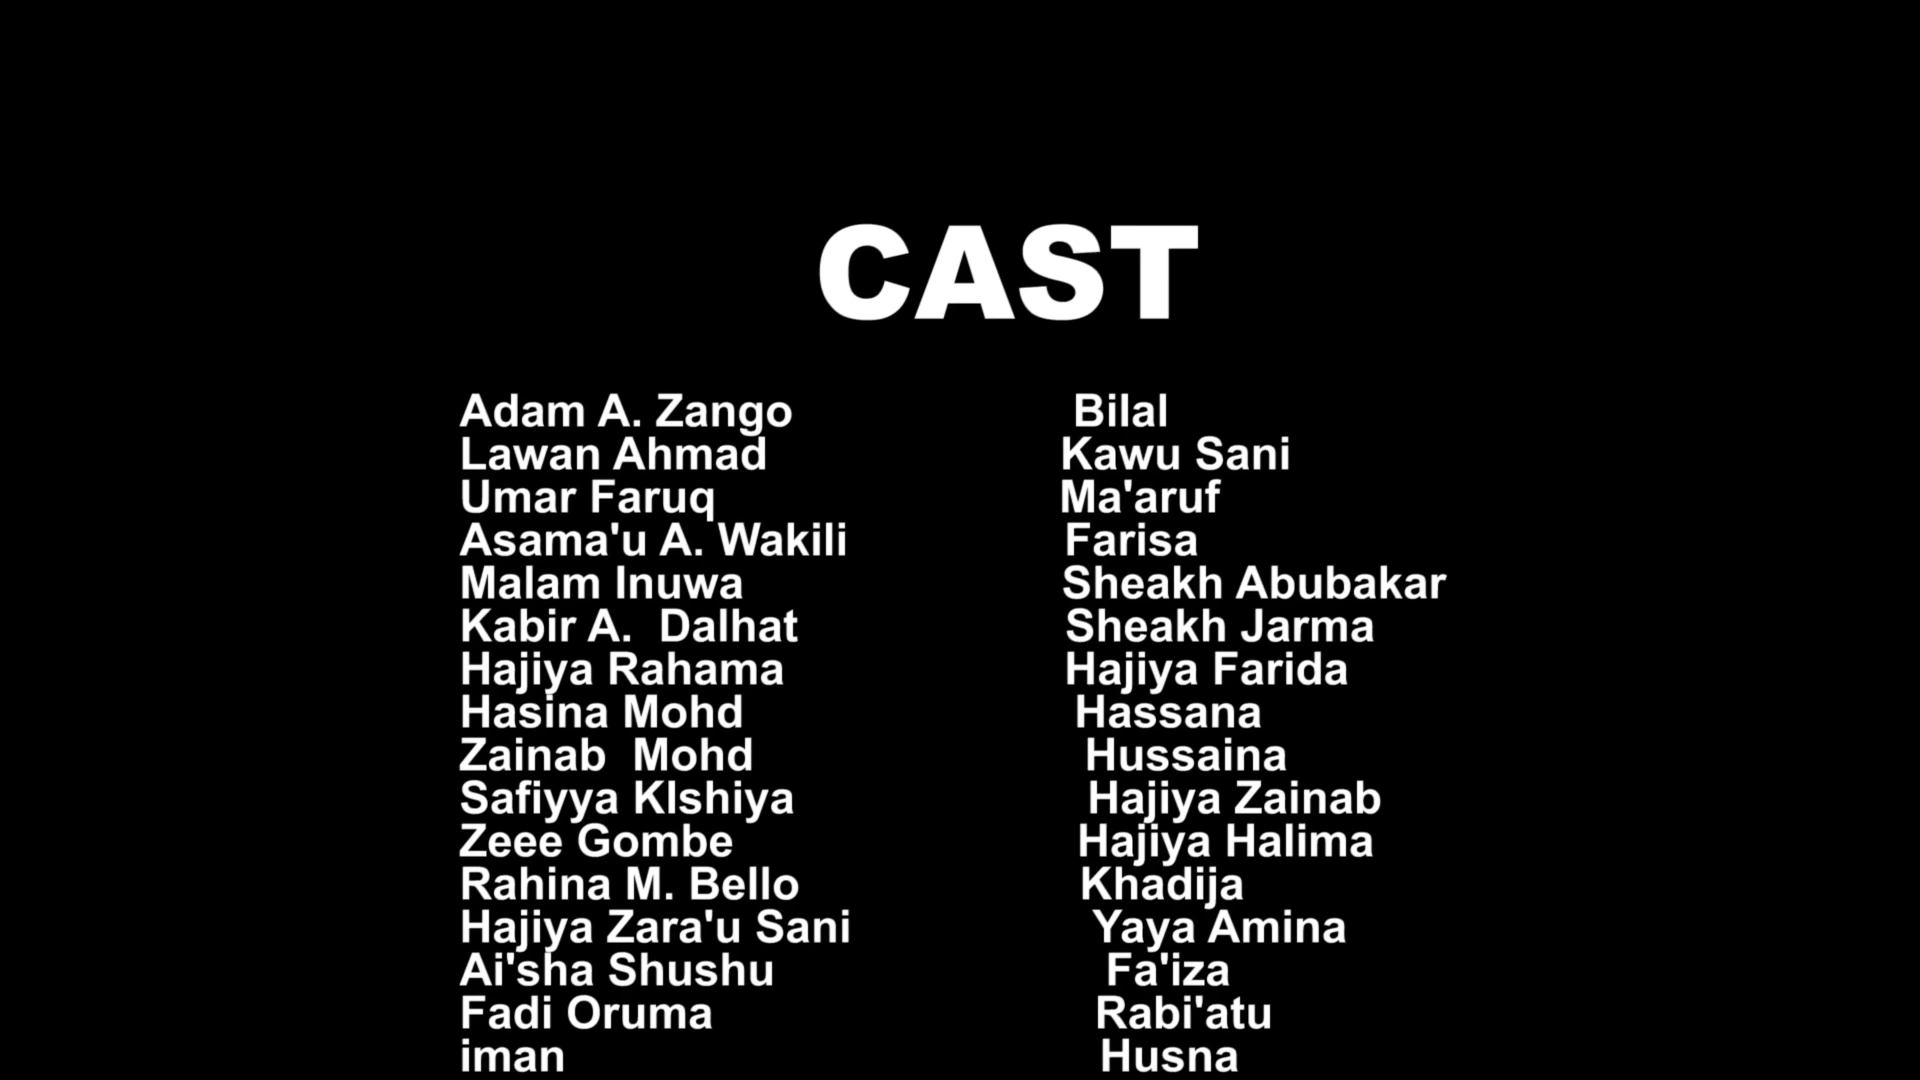 CAST
Adam A. Zango Bilal
Lawan Ahmad Kawu Sani
Umar Faruq Ma'aruf
Asama'u A. Wakili Farisa
Malam Inuwa Sheakh Abubakar
Kabir A. Dalhat Sheakh Jarma
Hajiya Rahama Hajiya Farida
Hasina Mohd Hassana
Zainab Mohd Hussaina
Safiyya KIshiya Hajiya Zainab
Zeee Gombe Hajiya Halima
Rahina M. Bello Khadija
Hajiya Zara'u Sani Yaya Amina
Ai'sha Shushu Fa'iza
Fadi Oruma Rabi'atu
iman Husna